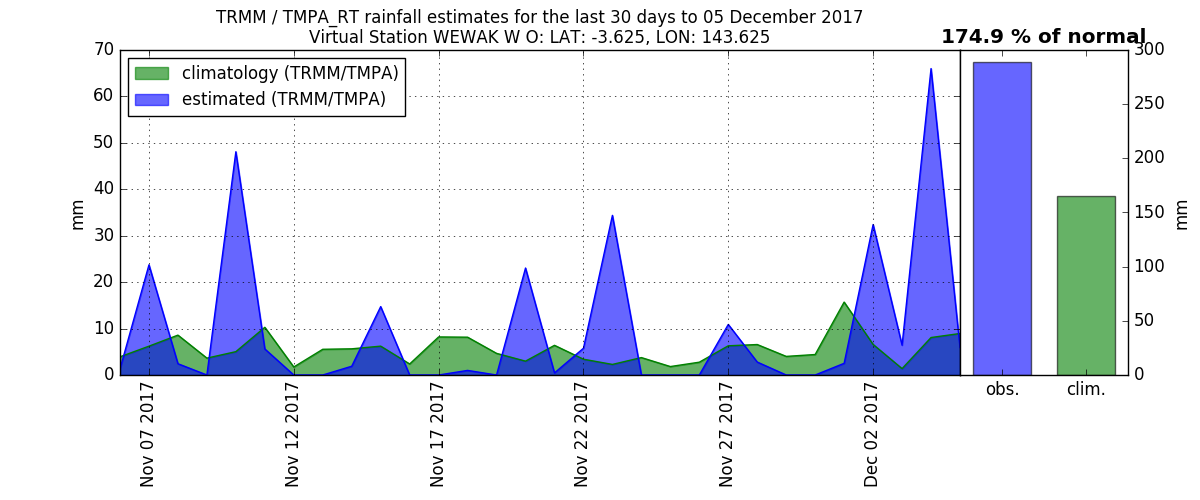 TRMM / TMPA_RT rainfall estimates for the last 30 days to 05 December 2017
Virtual Station WEWAK W O: LAT: -3.625, LON: 143.625
174.9 % of normal
climatology (TRMM/TMPA)
estimated (TRMM/TMPA)
mm
70
60
50
40
30
20
10
0
Nov 07 2017
Nov 12 2017
Nov 17 2017
Nov 22 2017
Nov 27 2017
Dec 02 2017
obs.
clim.
300
250
200
150
100
50
0
mm